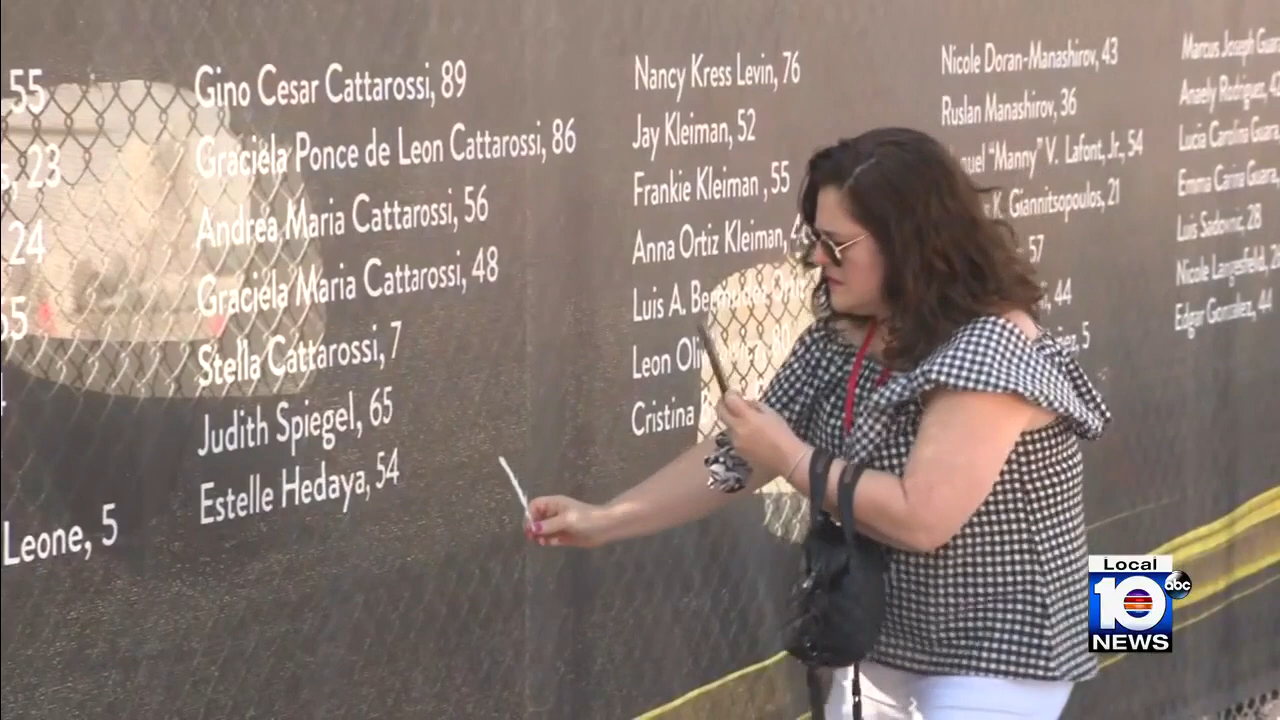 55
23
24
55
Leone, 5
Gino Cesar Cattarossi, 89
Graciela Ponce de Leon Cattarossi, 86
Andrea Maria Cattarossi, 56
Graciela Maria Cattarossi, 48
Stella Cattarossi, 7
Judith Spiegel, 65
Estelle Hedaya, 54
Nancy Kress Levin, 76
Jay Kleiman, 52
Frankie Kleiman , 55
Anna Ortiz Kleiman,
Luis A.
Leon
Cristina
Nicole Doran-Manashirov, 43
Ruslan Manashirov, 36
"Manny" V. Lafont, Jr., 54
K. Giannitsopoulos, 21
57
44
5
Marcus Joseph
Anaely Rodriguez,
Lucia Carolina
Emma Carina Guara,
Luis Sadovnic, 28
Nicole Langesfeld,
Edgar Gonzalez, 44
Local
10
abc
NEWS